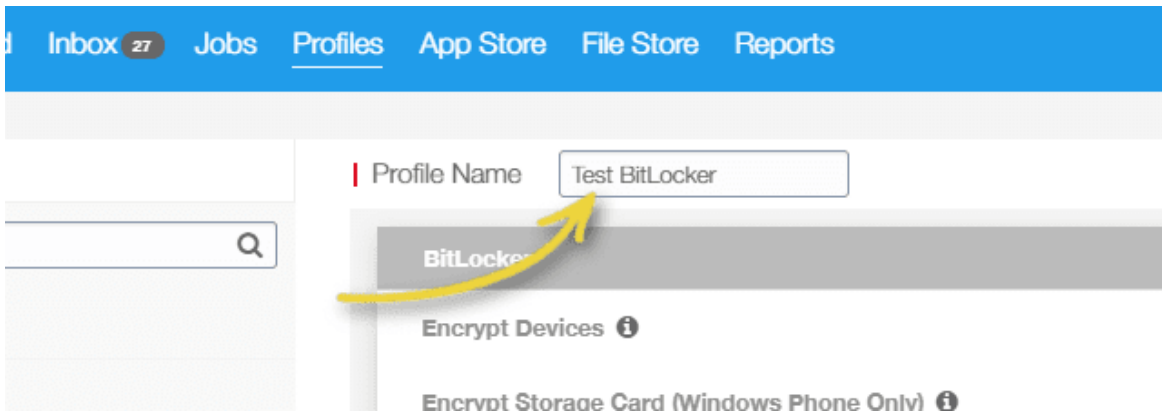 Inbox 27 Jobs Profiles App Store File Store Reports
Profile Name Test BitLocker
BitLocker
Encrypt Devices
Encrypt Storage Card (Windows Phone Only)